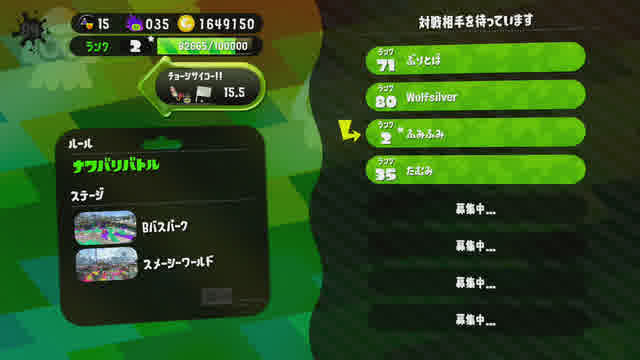 15 035 1649150
ランク 2★ 82665/100000
チョーシサイコー!!
15.5
ルール
ナワバリバトル
ステージ
Bバスパーク
スメーシーワールド
対戦相手を待っています
ランク 71 ぷりとぱ
ランク 80 Wolfsilver
ランク 2★ ふみふみ
ランク 35 たむみ
募集中...
募集中...
募集中...
募集中...